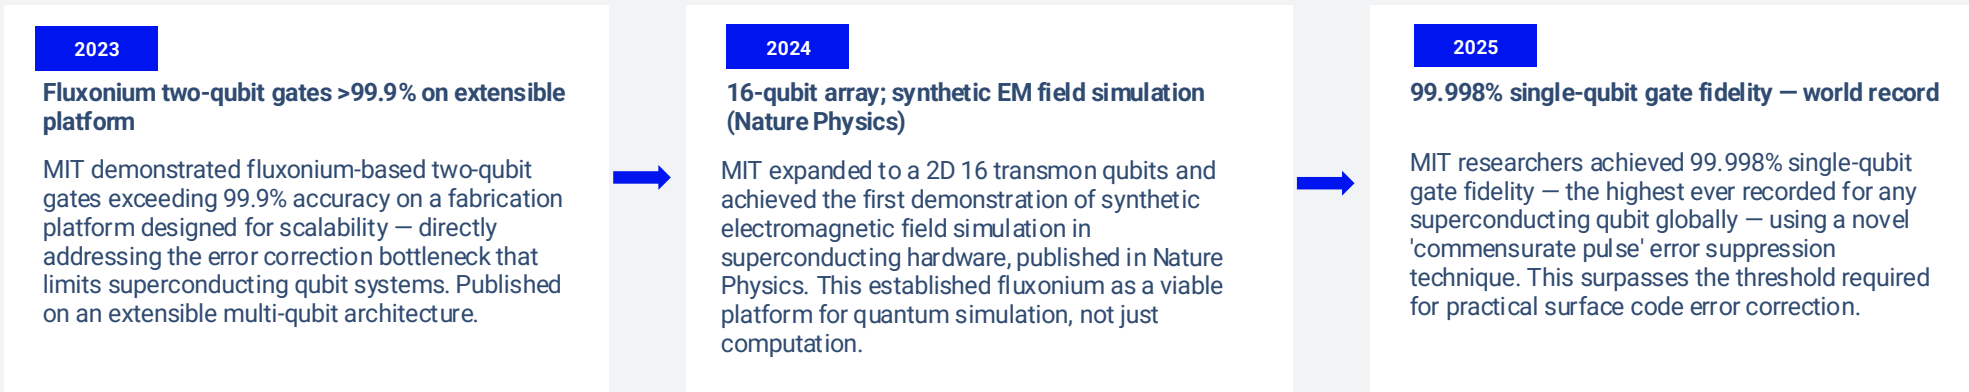 2023
Fluxonium two-qubit gates >99.9% on extensible
platform
MIT demonstrated fluxonium-based two-qubit
gates exceeding 99.9% accuracy on a fabrication
platform designed for scalability — directly
addressing the error correction bottleneck that
limits superconducting qubit systems. Published
on an extensible multi-qubit architecture.
2024
16-qubit array; synthetic EM field simulation
(Nature Physics)
MIT expanded to a 2D 16 transmon qubits and
achieved the first demonstration of synthetic
electromagnetic field simulation in
superconducting hardware, published in Nature
Physics. This established fluxonium as a viable
platform for quantum simulation, not just
computation.
2025
99.998% single-qubit gate fidelity — world record
MIT researchers achieved 99.998% single-qubit
gate fidelity — the highest ever recorded for any
superconducting qubit globally — using a novel
'commensurate pulse' error suppression
technique. This surpasses the threshold required
for practical surface code error correction.